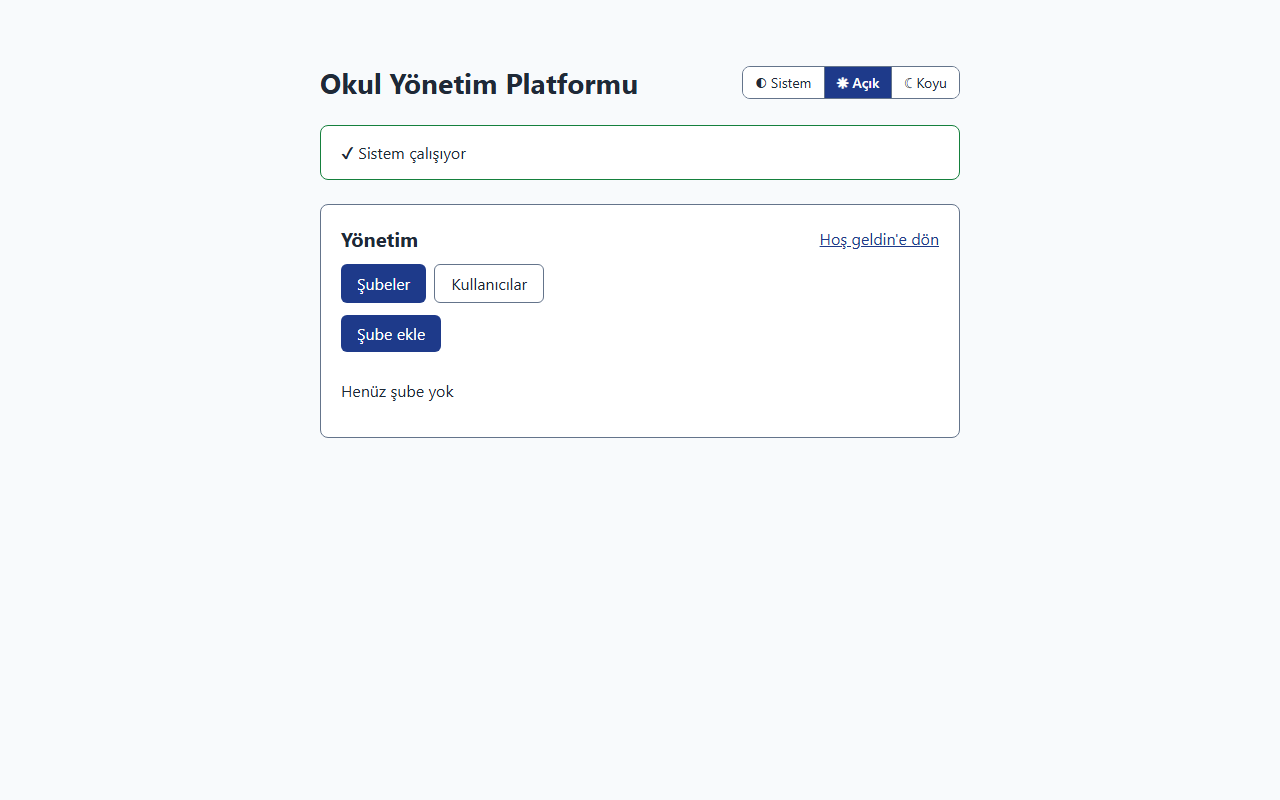 Okul Yönetim Platformu
◐ Sistem ❋ Açık ☾ Koyu
✓ Sistem çalışıyor
Yönetim
Hoş geldin'e dön
Şubeler Kullanıcılar
Şube ekle
Henüz şube yok